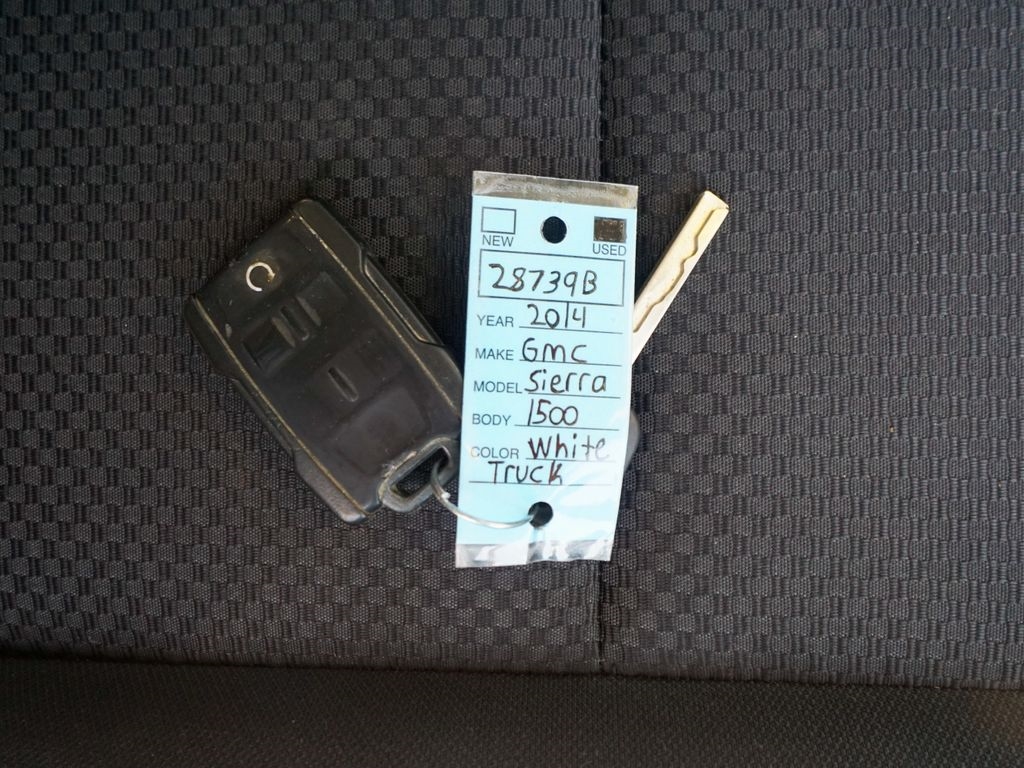 NEW USED
28739B
YEAR 2014
MAKE GMC
MODEL Sierra
BODY 1500
COLOR White
Truck